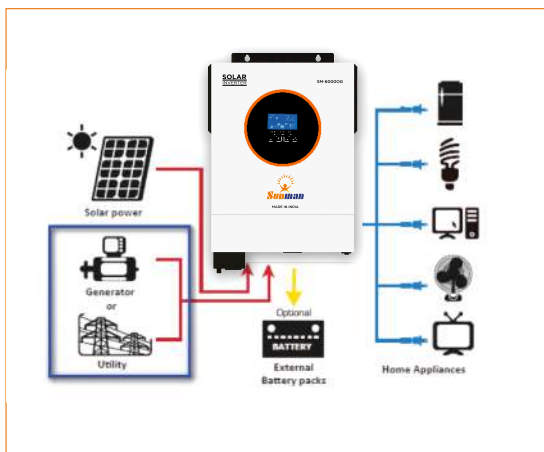 SOLAR
INVERTER
SM-6000OG
Sunman
MADE IN INDIA
Solar power
Generator
or
Utility
Optional
BATTERY
External
Battery packs
Home Appliances